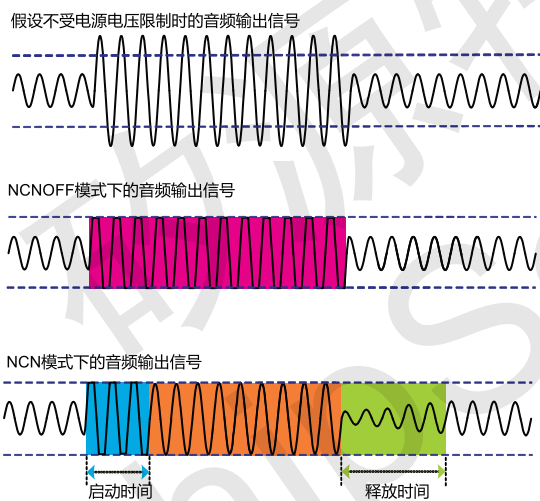 假设不受电源电压限制时的音频输出信号
NCNOFF模式下的音频输出信号
NCN模式下的音频输出信号
启动时间
释放时间